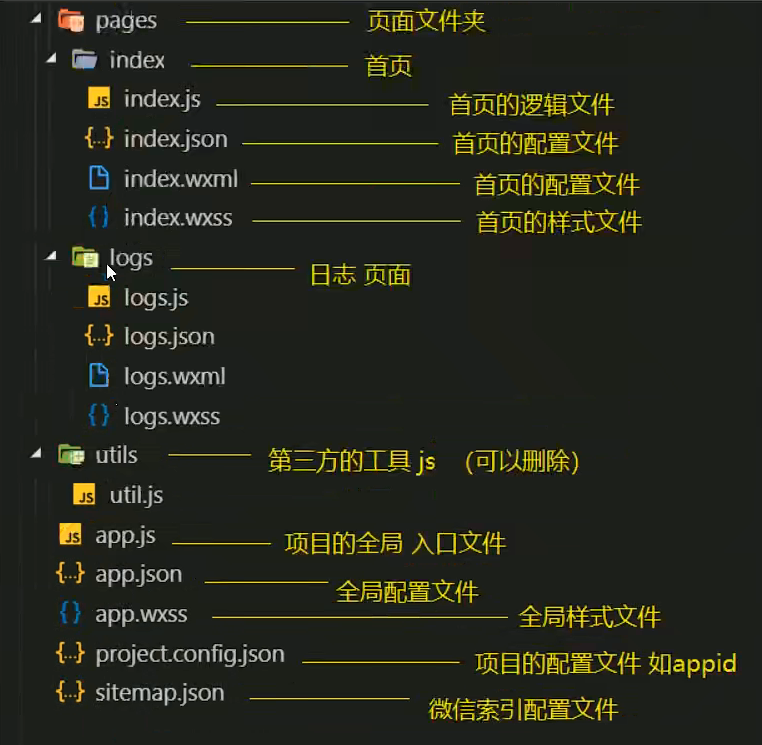 pages 页面文件夹
index 首页
JS index.js 首页的逻辑文件
{..} index.json 首页的配置文件
index.wxml 首页的配置文件
{} index.wxss 首页的样式文件
logs 日志 页面
JS logs.js
{..} logs.json
logs.wxml
{} logs.wxss
utils 第三方的工具 js （可以删除）
JS util.js
JS app.js 项目的全局 入口文件
{..} app.json 全局配置文件
{} app.wxss 全局样式文件
{..} project.config.json 项目的配置文件 如appid
{..} sitemap.json 微信索引配置文件